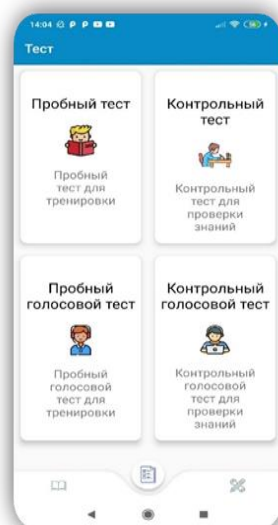 14:04
Тест
Пробный тест
Пробный
тест для
тренировки
Контрольный
тест
Контрольный
тест для
проверки
знаний
Пробный
голосовой тест
Пробный
голосовой
тест для
тренировки
Контрольный
голосовой тест
Контрольный
голосовой
тест для
проверки
знаний